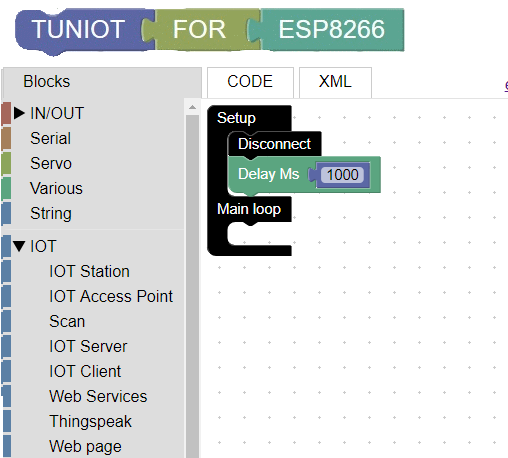 TUNIOT FOR ESP8266
Blocks
CODE XML
IN/OUT
Serial
Servo
Various
String
IOT
IOT Station
IOT Access Point
Scan
IOT Server
IOT Client
Web Services
Thingspeak
Web page
Setup
Disconnect
Delay Ms 1000
Main loop